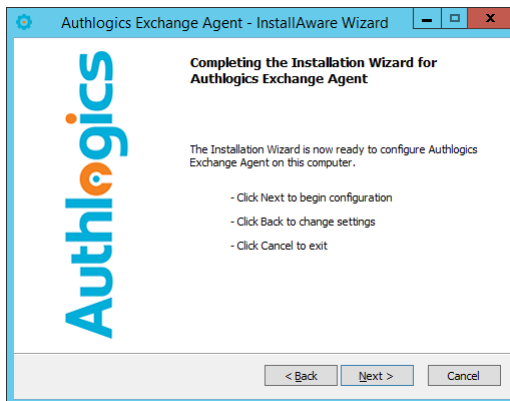 Authlogics Exchange Agent - InstallAware Wizard
Authlogics
Completing the Installation Wizard for
Authlogics Exchange Agent
The Installation Wizard is now ready to configure Authlogics
Exchange Agent on this computer.
- Click Next to begin configuration
- Click Back to change settings
- Click Cancel to exit
< Back
Next >
Cancel